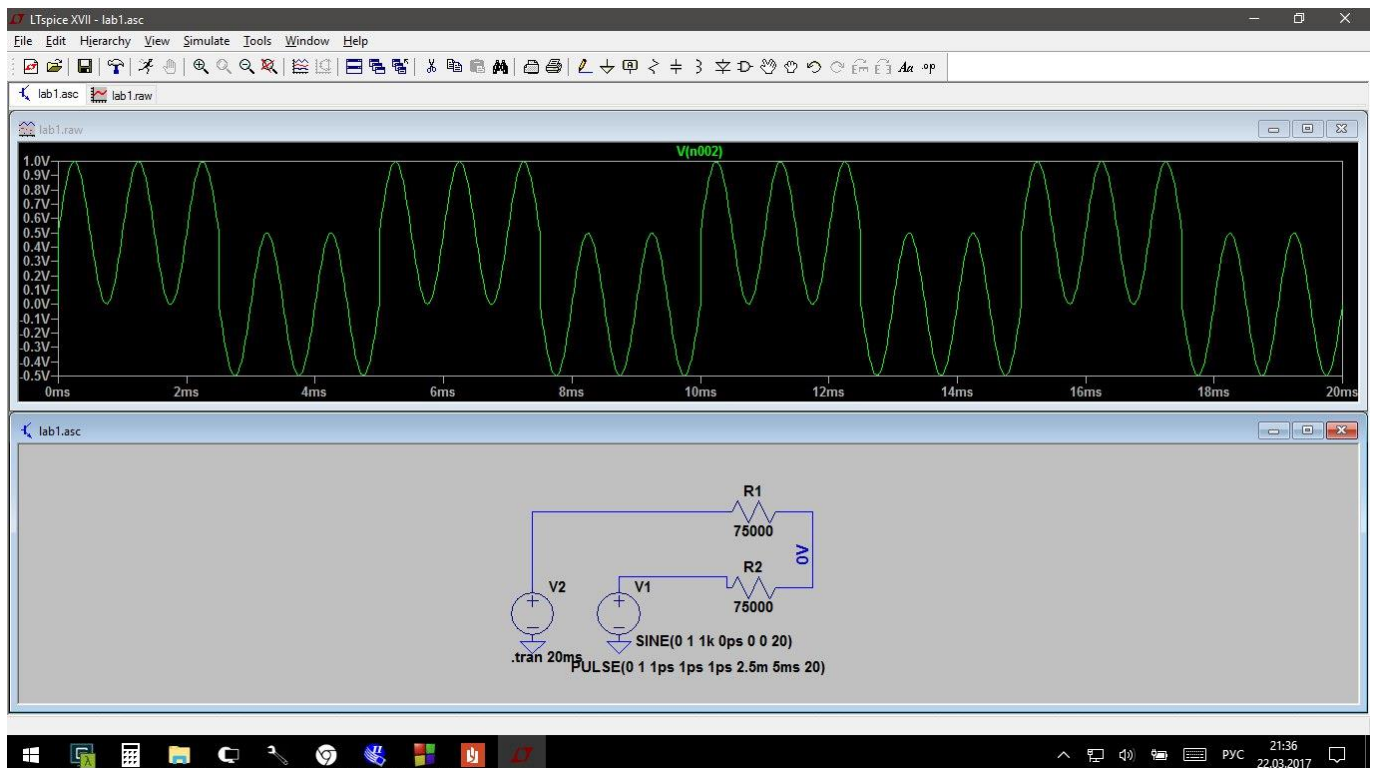 LTspice XVII - lab1.asc
File Edit Hierarchy View Simulate Tools Window Help
Aa .op
lab1.asc lab1.raw
lab1.raw
V(n002)
1.0V
0.9V
0.8V
0.7V
0.6V
0.5V
0.4V
0.3V
0.2V
0.1V
0.0V
-0.1V
-0.2V
-0.3V
-0.4V
-0.5V
0ms 2ms 4ms 6ms 8ms 10ms 12ms 14ms 16ms 18ms 20ms
lab1.asc
R1
75000
0V
R2
75000
V2 V1
SINE(0 1 1k 0ps 0 0 20)
.tran 20ms
PULSE(0 1 1ps 1ps 1ps 2.5m 5ms 20)
РУС
21:36
22.03.2017